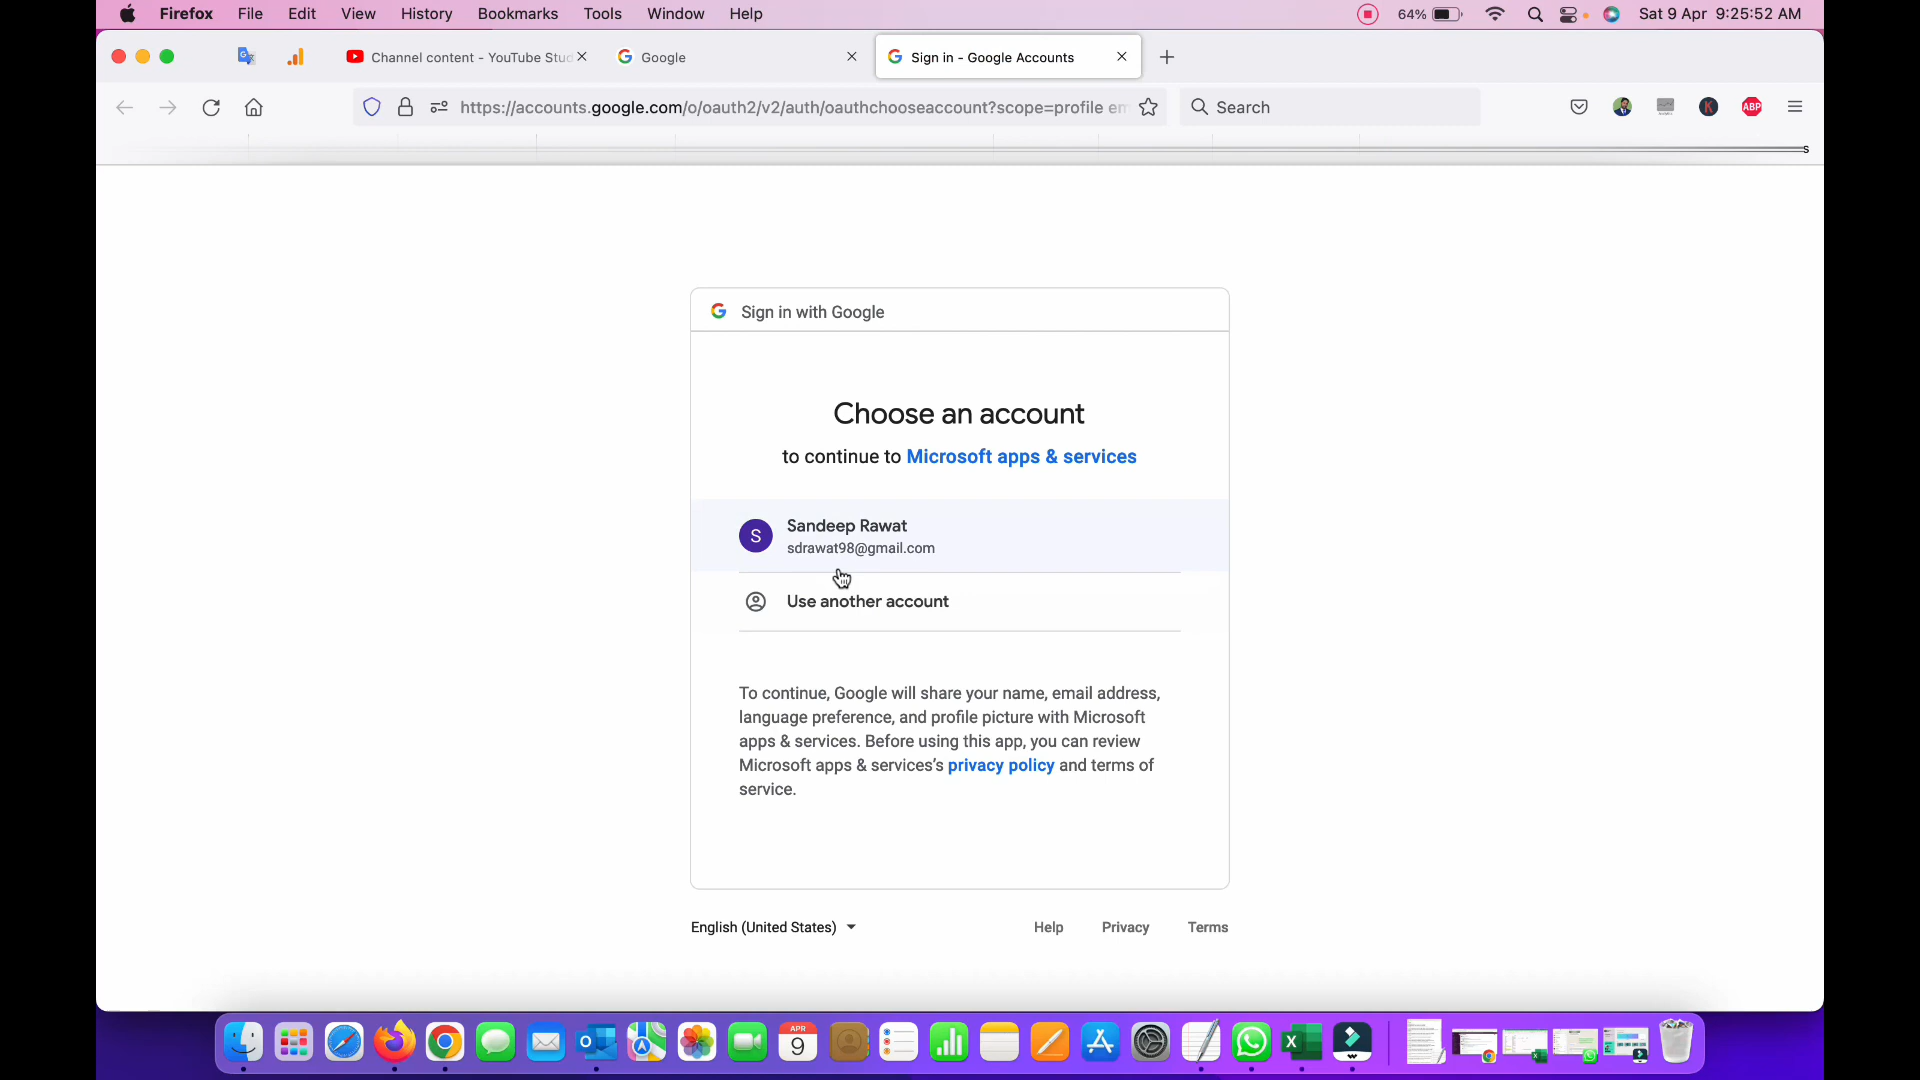 Firefox File Edit View History Bookmarks Tools Window Help 64% Sat 9 Apr 9:25:52 AM
Channel content - YouTube Stu Google Sign in - Google Accounts
https://accounts.google.com/o/oauth2/v2/auth/oauthchooseaccount?scope=profile em Search K ABP
s
Sign in with Google
Choose an account
to continue to Microsoft apps & services
S Sandeep Rawat
sdrawat98@gmail.com
Use another account
To continue, Google will share your name, email address,
language preference, and profile picture with Microsoft
apps & services. Before using this app, you can review
Microsoft apps & services's privacy policy and terms of
service.
English (United States) Help Privacy Terms
APR
9